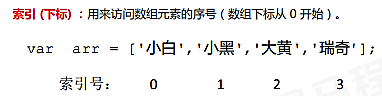 索引(下标):用来访问数组元素的序号(数组下标从 0 开始)。
var arr = ['小白','小黑','大黄','瑞奇'];
索引号: 0 1 2 3